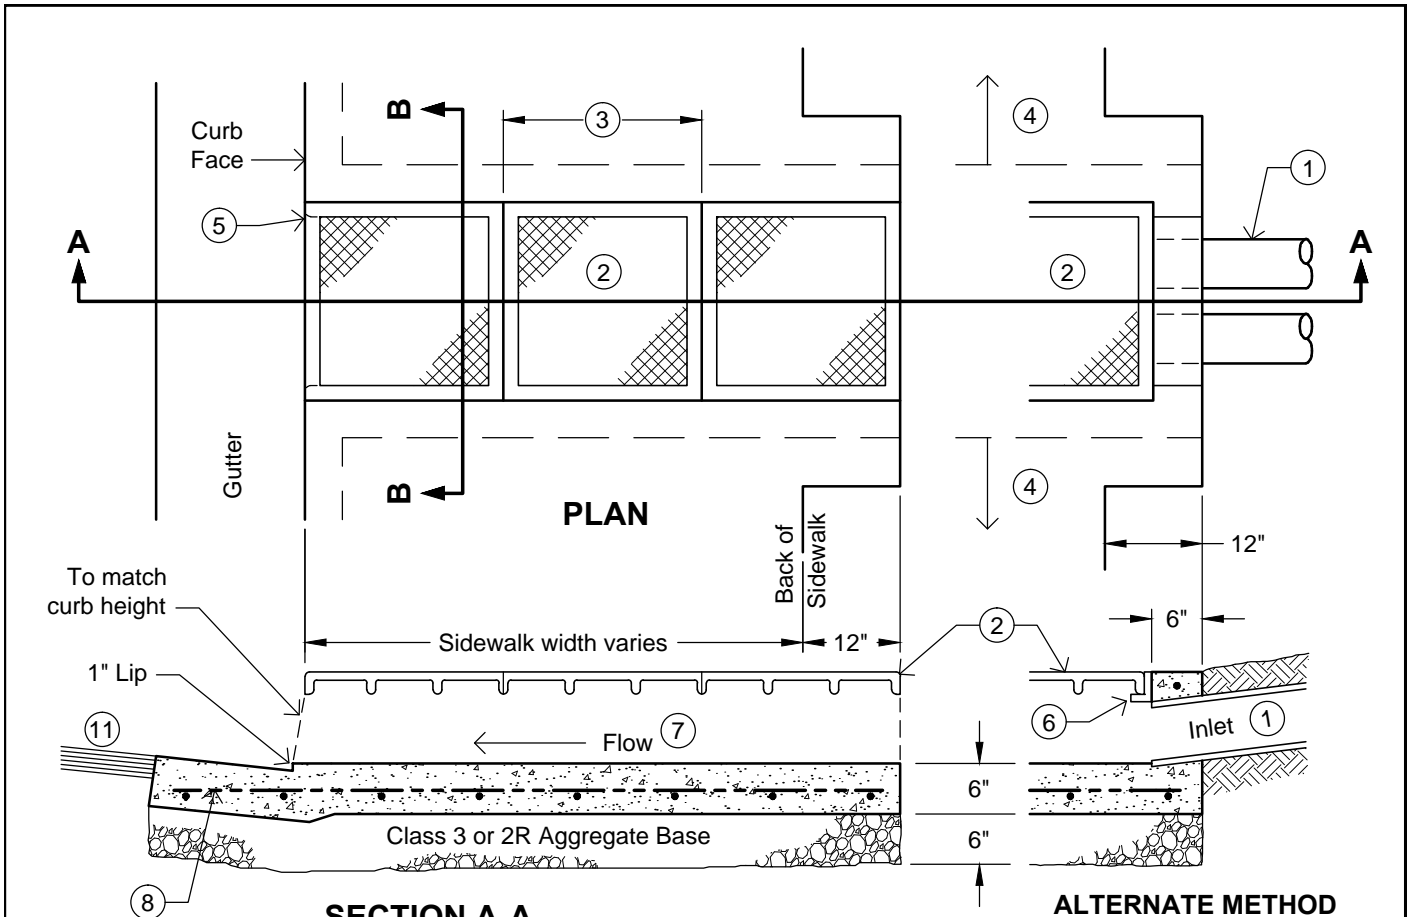 B
3
4
Curb
Face
1
5
A
2
2
A
Gutter
B
4
PLAN
Back of
Sidewalk
12"
To match
curb height
6"
2
Sidewalk width varies
12"
1" Lip
6
11
7
Flow
Inlet
1
6"
Class 3 or 2R Aggregate Base
6"
8
SECTION A-A
ALTERNATE METHOD